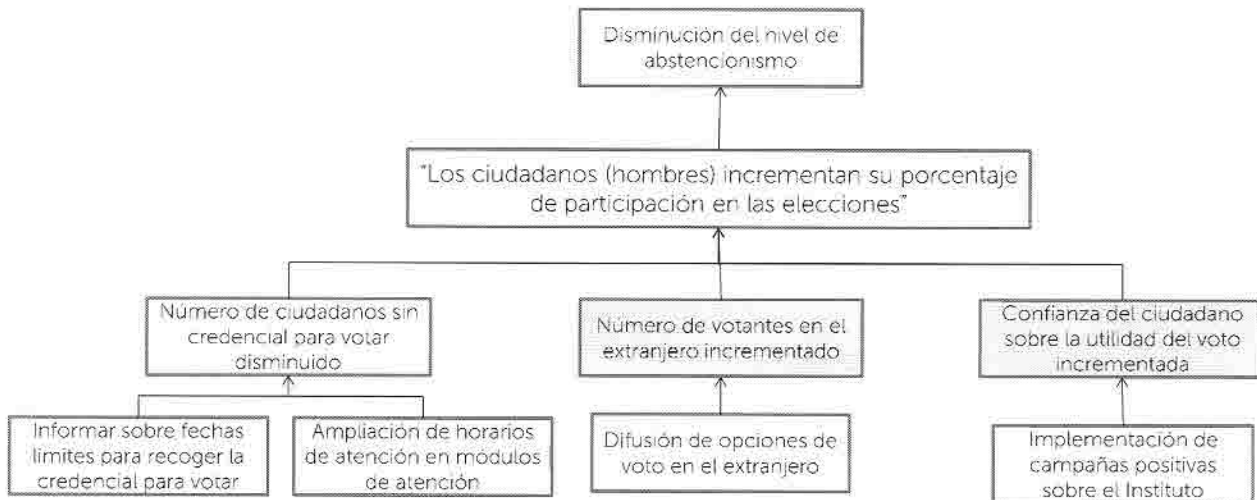 Disminución del nivel de
abstencionismo
"Los ciudadanos (hombres) incrementan su porcentaje
de participación en las elecciones"
Número de ciudadanos sin
credencial para votar
disminuido
Número de votantes en el
extranjero incrementado
Confianza del ciudadano
sobre la utilidad del voto
incrementada
Informar sobre fechas
límites para recoger la
credencial para votar
Ampliación de horarios
de atención en módulos
de atención
Difusión de opciones de
voto en el extranjero
Implementación de
campañas positivas
sobre el Instituto